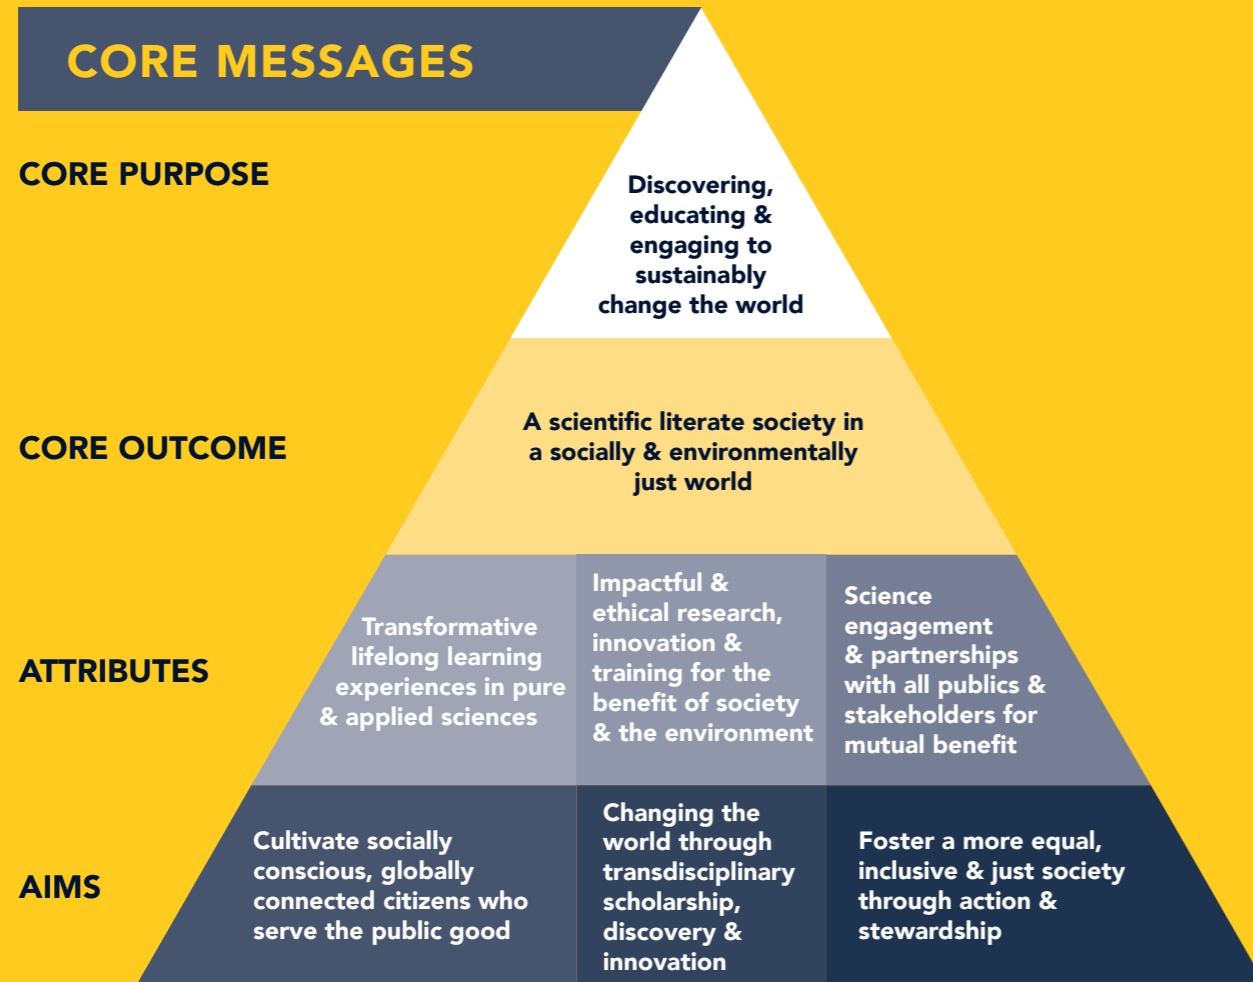 CORE MESSAGES
CORE PURPOSE
Discovering,
educating &
engaging to
sustainably
change the world
CORE OUTCOME
A scientific literate society in
a socially & environmentally
just world
ATTRIBUTES
Transformative
lifelong learning
experiences in pure
& applied sciences
Impactful &
ethical research,
innovation &
training for the
benefit of society
& the environment
Science
engagement
& partnerships
with all publics &
stakeholders for
mutual benefit
AIMS
Cultivate socially
conscious, globally
connected citizens who
serve the public good
Changing the
world through
transdisciplinary
scholarship,
discovery &
innovation
Foster a more equal,
inclusive & just society
through action &
stewardship